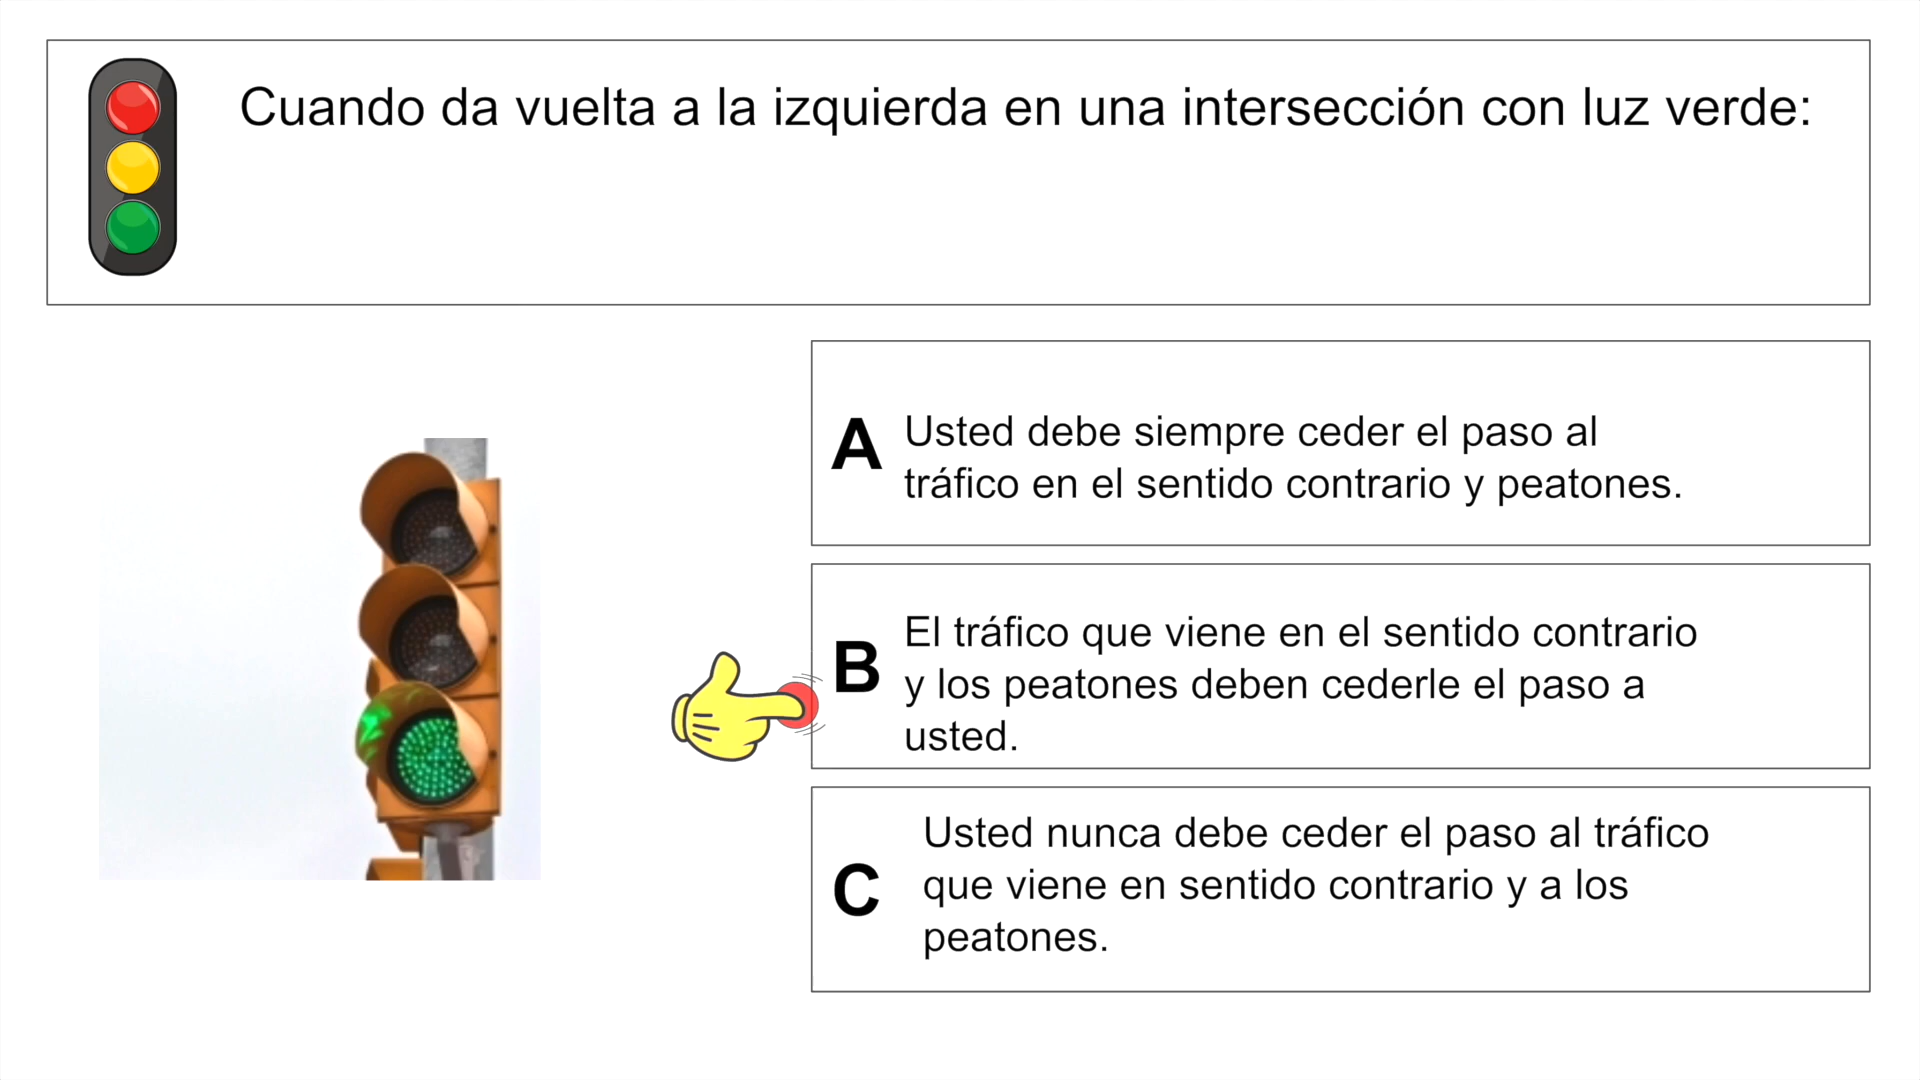 Cuando da vuelta a la izquierda en una intersección con luz verde:
A
Usted debe siempre ceder el paso al
tráfico en el sentido contrario y peatones.
B
El tráfico que viene en el sentido contrario
y los peatones deben cederle el paso a
usted.
C
Usted nunca debe ceder el paso al tráfico
que viene en sentido contrario y a los
peatones.